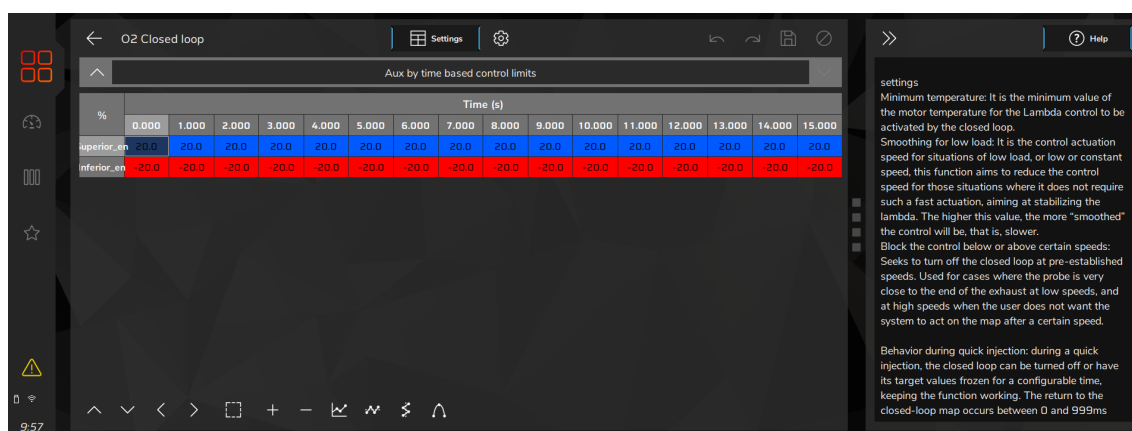 O2 Closed loop
Settings
Help
Aux by time based control limits
%
Time (s)
0.000 1.000 2.000 3.000 4.000 5.000 6.000 7.000 8.000 9.000 10.000 11.000 12.000 13.000 14.000 15.000
uperior_en 20.0 20.0 20.0 20.0 20.0 20.0 20.0 20.0 20.0 20.0 20.0 20.0 20.0 20.0 20.0 20.0
nferior_en -20.0 -20.0 -20.0 -20.0 -20.0 -20.0 -20.0 -20.0 -20.0 -20.0 -20.0 -20.0 -20.0 -20.0 -20.0 -20.0
9:57
settings
Minimum temperature: It is the minimum value of
the motor temperature for the Lambda control to be
activated by the closed loop.
Smoothing for low load: It is the control actuation
speed for situations of low load, or low or constant
speed, this function aims to reduce the control
speed for those situations where it does not require
such a fast actuation, aiming at stabilizing the
lambda. The higher this value, the more “smoothed”
the control will be, that is, slower.
Block the control below or above certain speeds:
Seeks to turn off the closed loop at pre-established
speeds. Used for cases where the probe is very
close to the end of the exhaust at low speeds, and
at high speeds when the user does not want the
system to act on the map after a certain speed.
Behavior during quick injection: during a quick
injection, the closed loop can be turned off or have
its target values frozen for a configurable time,
keeping the function working. The return to the
closed-loop map occurs between 0 and 999ms